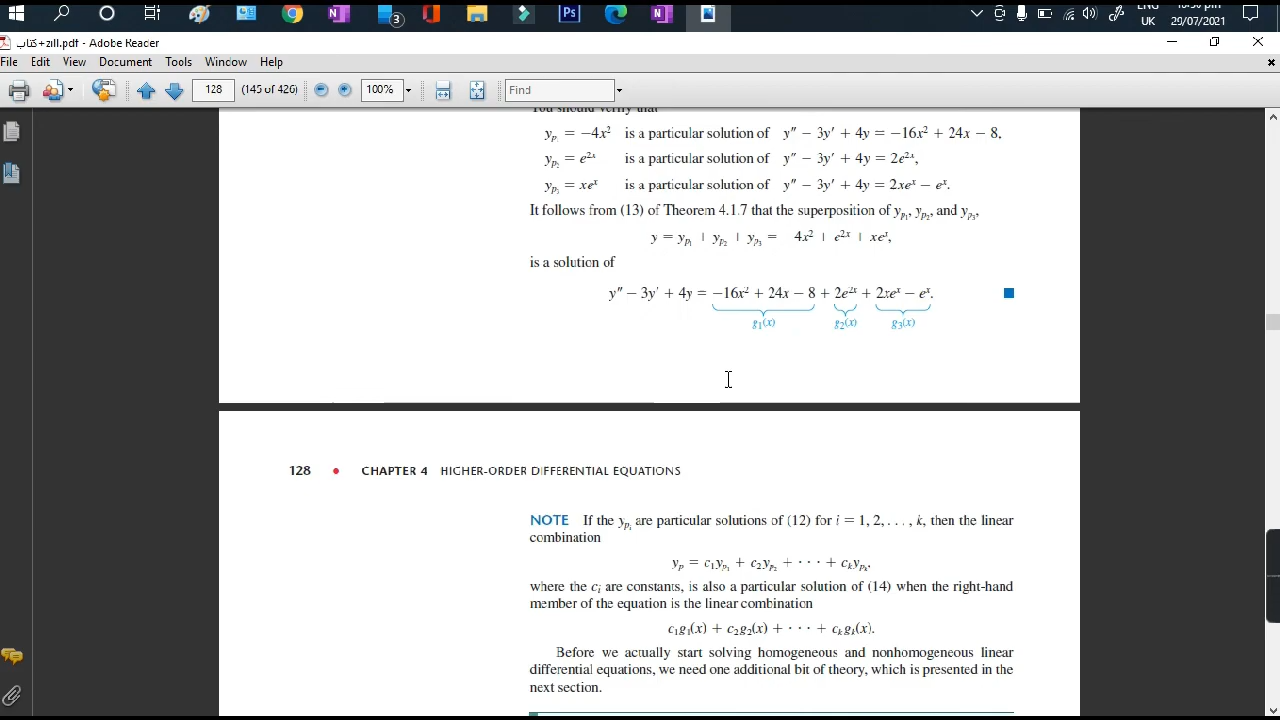 3
ENG
UK
29/07/2021
کتاب+zill.pdf - Adobe Reader
File Edit View Document Tools Window Help
128 (145 of 426) 100% Find
You should verify that
yp₁ = −4x² is a particular solution of y″ − 3y′ + 4y = −16x² + 24x − 8,
yp₂ = e²ˣ is a particular solution of y″ − 3y′ + 4y = 2e²ˣ,
yp₃ = xeˣ is a particular solution of y″ − 3y′ + 4y = 2xeˣ − eˣ.
It follows from (13) of Theorem 4.1.7 that the superposition of yp₁, yp₂, and yp₃,
y = yp₁ + yp₂ + yp₃ = 4x² + e²ˣ + xeˣ,
is a solution of
y″ − 3y′ + 4y = −16x² + 24x − 8 + 2e²ˣ + 2xeˣ − eˣ.
g₁(x) g₂(x) g₃(x)
128 • CHAPTER 4 HIGHER-ORDER DIFFERENTIAL EQUATIONS
NOTE If the ypᵢ are particular solutions of (12) for i = 1, 2, . . . , k, then the linear
combination
yp = c₁yp₁ + c₂yp₂ + · · · + cₖypₖ,
where the cᵢ are constants, is also a particular solution of (14) when the right-hand
member of the equation is the linear combination
c₁g₁(x) + c₂g₂(x) + · · · + cₖgₖ(x).
Before we actually start solving homogeneous and nonhomogeneous linear
differential equations, we need one additional bit of theory, which is presented in the
next section.